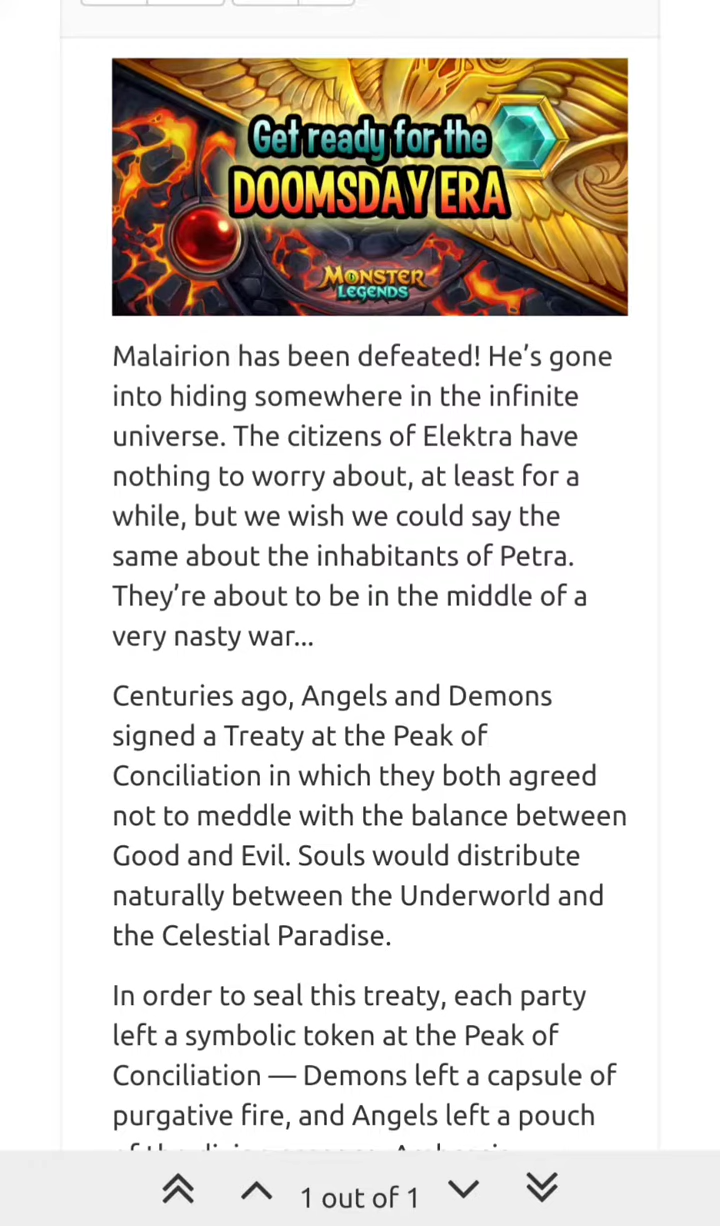 Get ready for the
DOOMSDAY ERA
MONSTER
LEGENDS
Malairion has been defeated! He’s gone
into hiding somewhere in the infinite
universe. The citizens of Elektra have
nothing to worry about, at least for a
while, but we wish we could say the
same about the inhabitants of Petra.
They’re about to be in the middle of a
very nasty war...
Centuries ago, Angels and Demons
signed a Treaty at the Peak of
Conciliation in which they both agreed
not to meddle with the balance between
Good and Evil. Souls would distribute
naturally between the Underworld and
the Celestial Paradise.
In order to seal this treaty, each party
left a symbolic token at the Peak of
Conciliation — Demons left a capsule of
purgative fire, and Angels left a pouch
1 out of 1